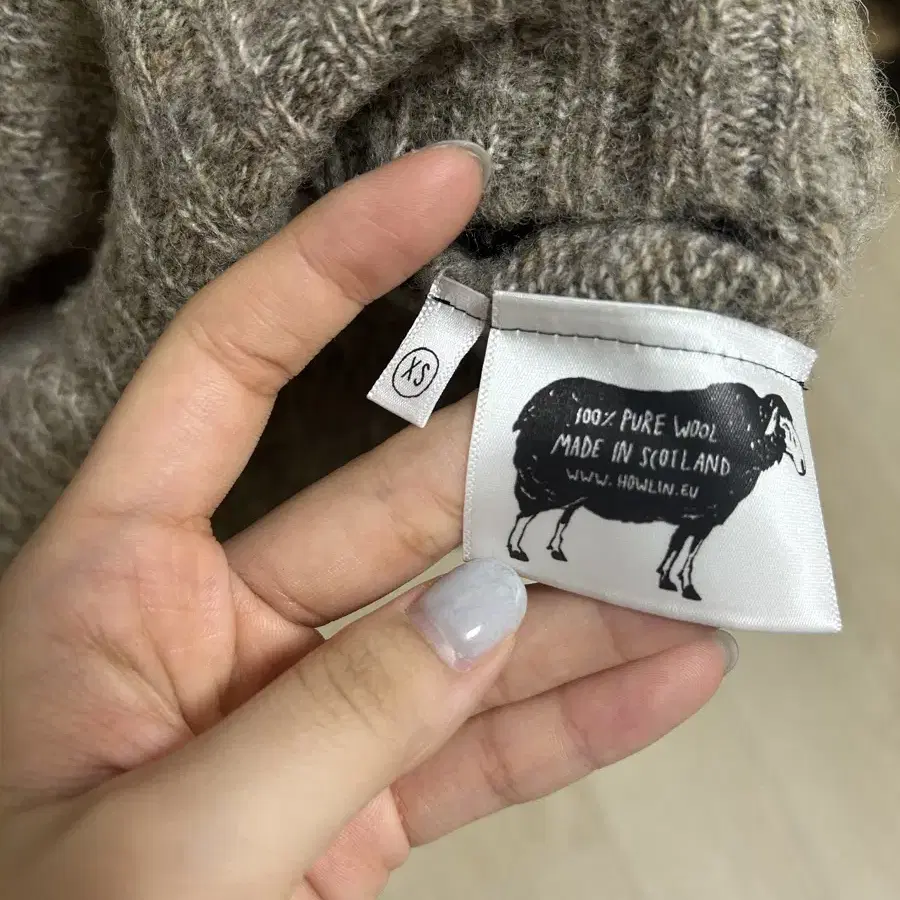 XS
100% PURE WOOL
MADE IN SCOTLAND
WWW.HOWLIN.EU